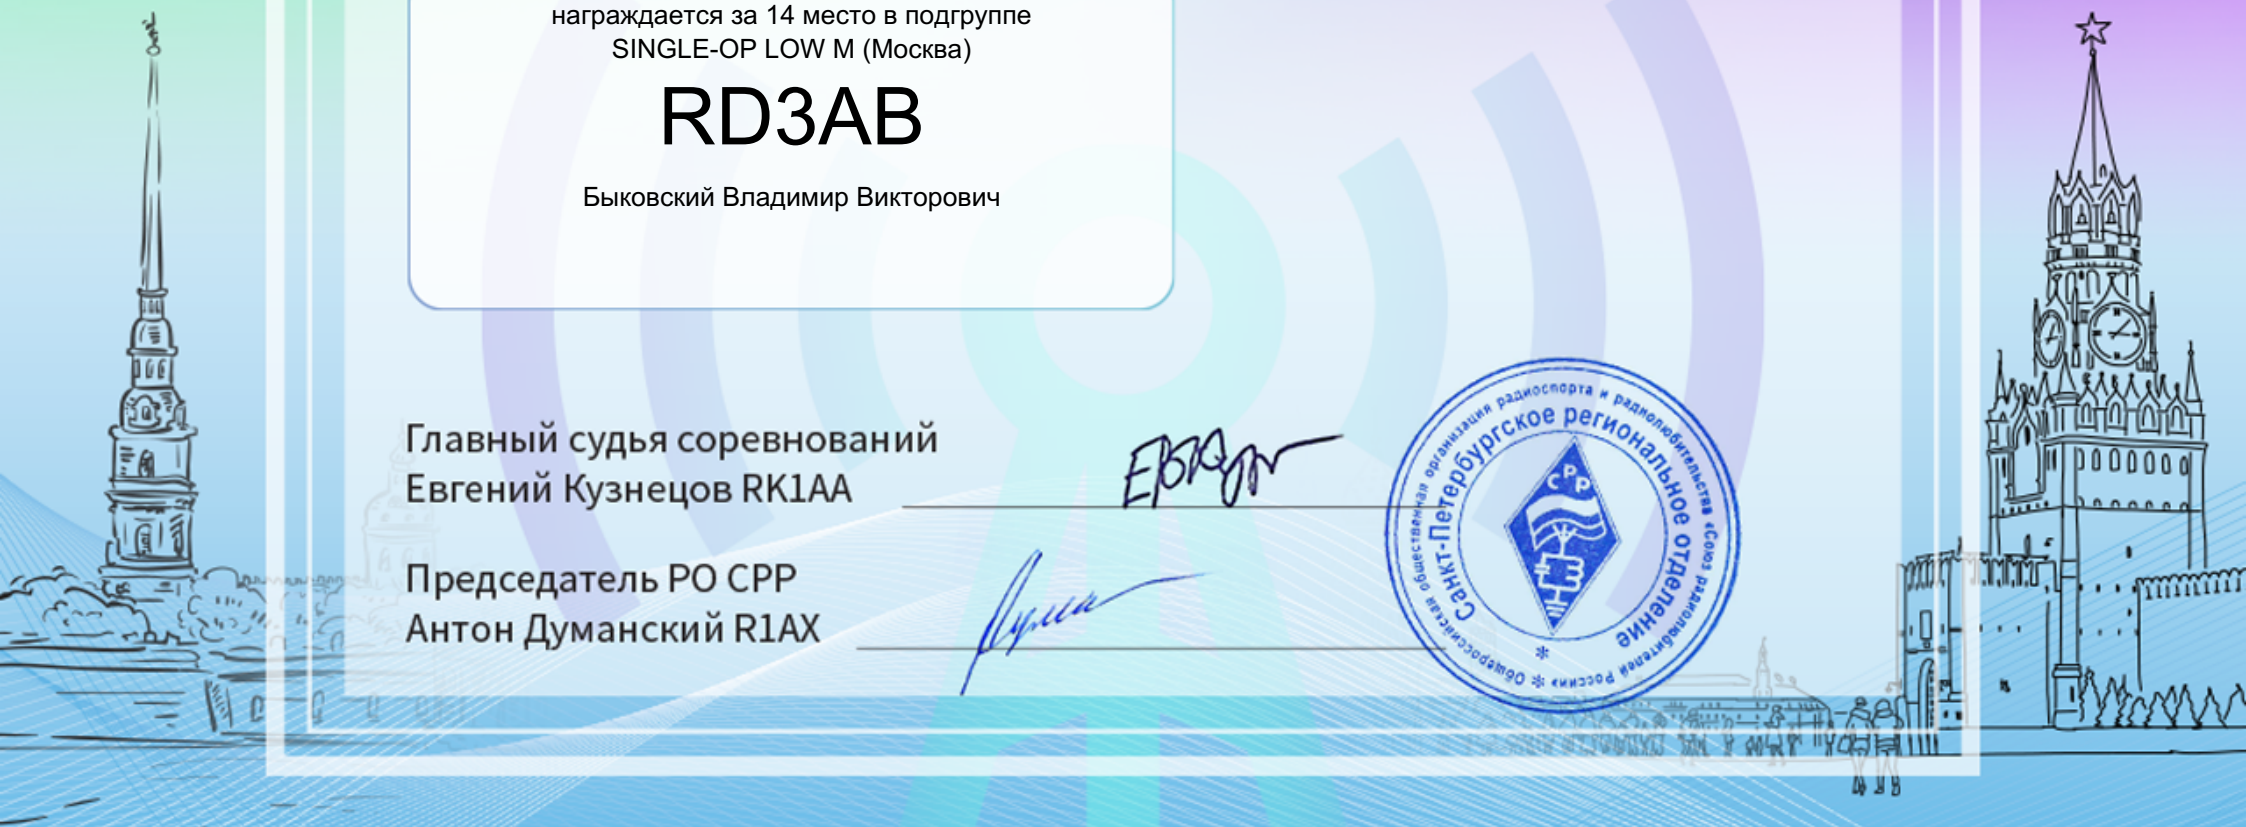 награждается за 14 место в подгруппе
SINGLE-OP LOW M (Москва)
RD3AB
Быковский Владимир Викторович
Главный судья соревнований
Евгений Кузнецов RK1AA
Председатель РО СРР
Антон Думанский R1AX
Общероссийская общественная организация радиоспорта и радиолюбительства «Союз радиолюбителей России»
Санкт-Петербургское региональное отделение
СРР